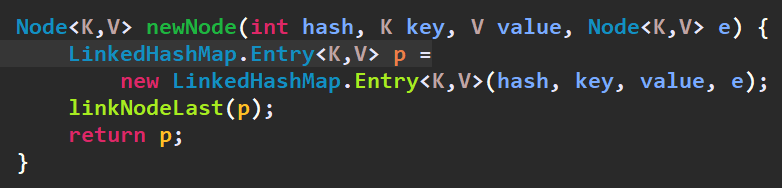 Node<K,V> newNode(int hash, K key, V value, Node<K,V> e) {
    LinkedHashMap.Entry<K,V> p =
        new LinkedHashMap.Entry<K,V>(hash, key, value, e);
    linkNodeLast(p);
    return p;
}